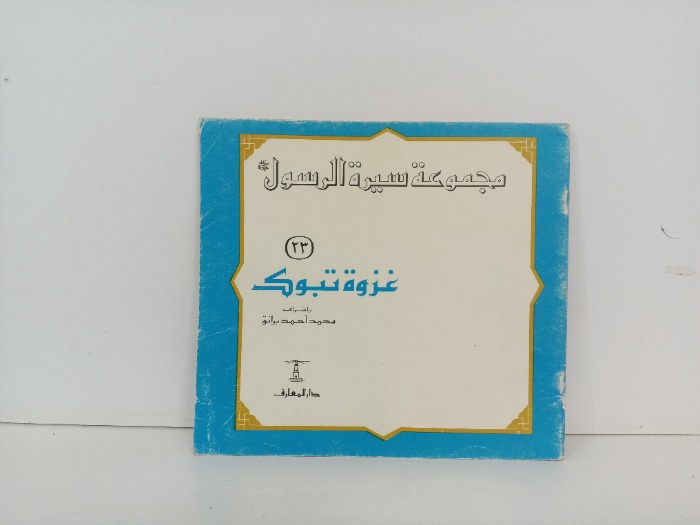 مجموعة سيرة الرسول ﷺ
(٢٣)
غزوة تبوك
بإشراف
محمد أحمد برانق
دار المعارف